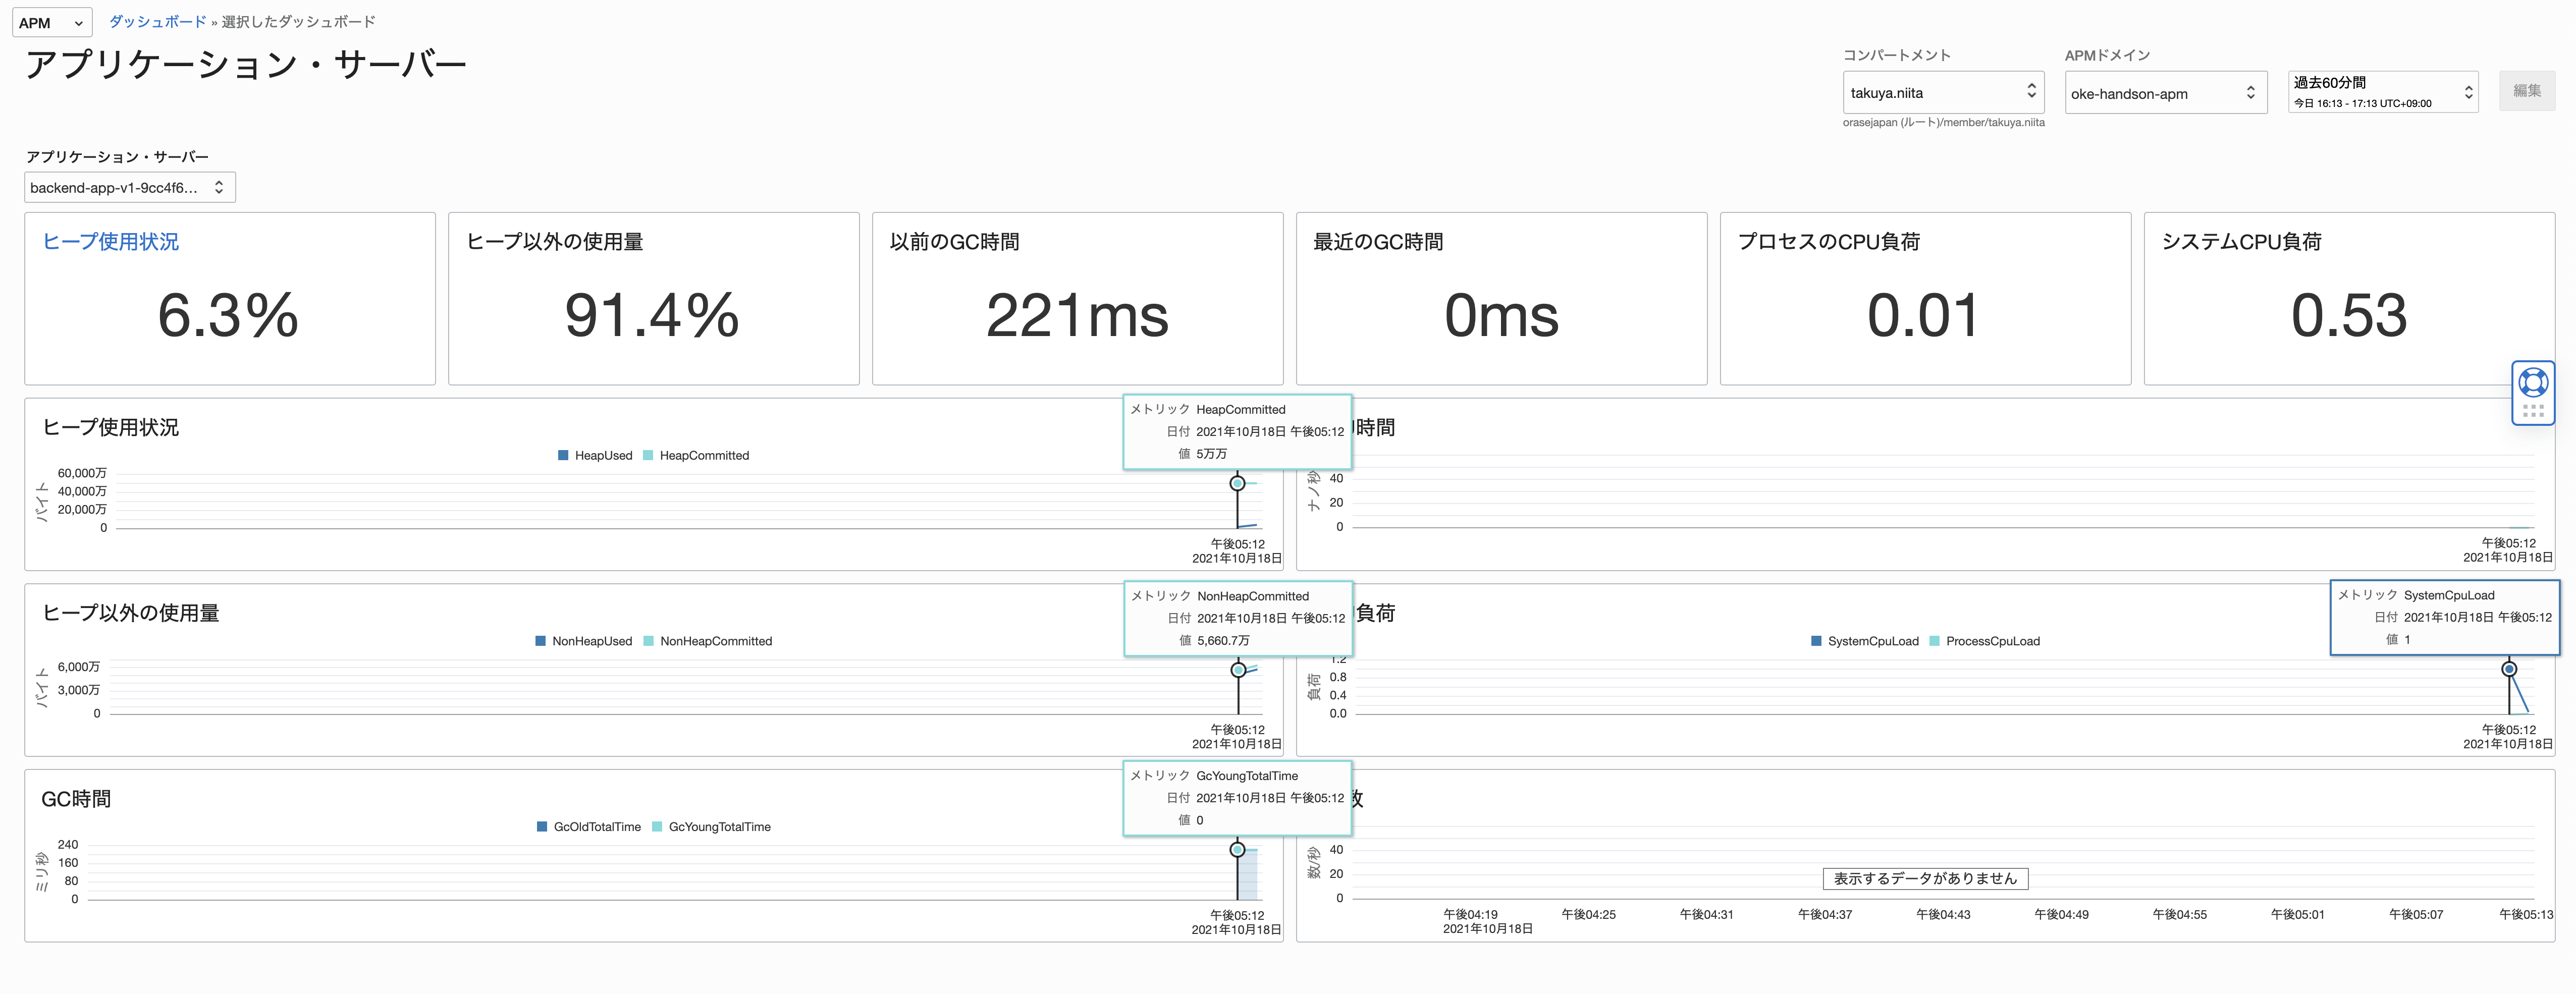 APM
ダッシュボード » 選択したダッシュボード
アプリケーション・サーバー
コンパートメント
takuya.niita
orasejapan (ルート)/member/takuya.niita
APMドメイン
oke-handson-apm
過去60分間
今日 16:13 - 17:13 UTC+09:00
編集
アプリケーション・サーバー
backend-app-v1-9cc4f6...
ヒープ使用状況
6.3%
ヒープ以外の使用量
91.4%
以前のGC時間
221ms
最近のGC時間
0ms
プロセスのCPU負荷
0.01
システムCPU負荷
0.53
ヒープ使用状況
HeapUsed HeapCommitted
メトリック HeapCommitted
日付 2021年10月18日 午後05:12
値 5万万
バイト
60,000万
40,000万
20,000万
0
午後05:12
2021年10月18日
時間
ナノ秒
40
20
0
午後05:12
2021年10月18日
ヒープ以外の使用量
NonHeapUsed NonHeapCommitted
メトリック NonHeapCommitted
日付 2021年10月18日 午後05:12
値 5,660.7万
バイト
6,000万
3,000万
0
午後05:12
2021年10月18日
負荷
SystemCpuLoad ProcessCpuLoad
メトリック SystemCpuLoad
日付 2021年10月18日 午後05:12
値 1
負荷
1.2
0.8
0.4
0.0
午後05:12
2021年10月18日
GC時間
GcOldTotalTime GcYoungTotalTime
メトリック GcYoungTotalTime
日付 2021年10月18日 午後05:12
値 0
ミリ秒
240
160
80
0
午後05:12
2021年10月18日
数
数/秒
40
20
0
表示するデータがありません
午後04:19 午後04:25 午後04:31 午後04:37 午後04:43 午後04:49 午後04:55 午後05:01 午後05:07 午後05:13
2021年10月18日